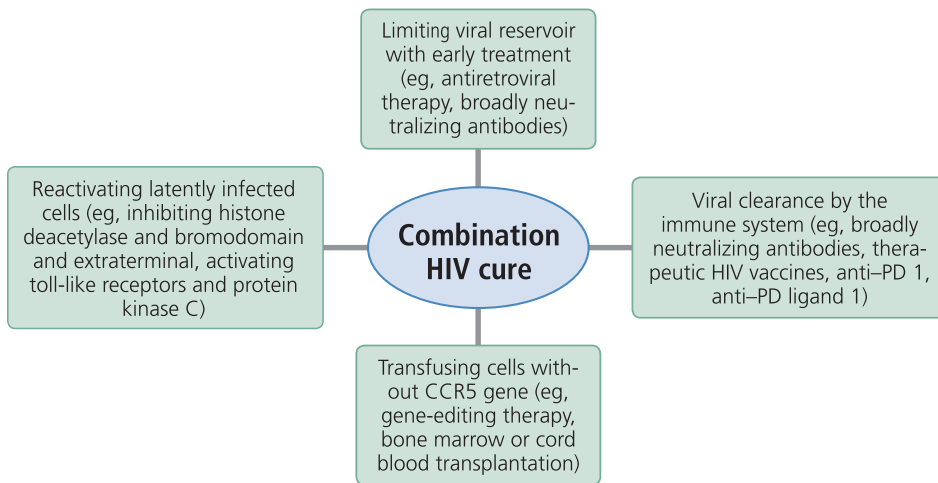 Limiting viral reservoir
with early treatment
(eg, antiretroviral
therapy, broadly neu-
tralizing antibodies)
Reactivating latently infected
cells (eg, inhibiting histone
deacetylase and bromodomain
and extraterminal, activating
toll-like receptors and protein
kinase C)
Combination
HIV cure
Viral clearance by the
immune system (eg, broadly
neutralizing antibodies, thera-
peutic HIV vaccines, anti–PD 1,
anti–PD ligand 1)
Transfusing cells with-
out CCR5 gene (eg,
gene-editing therapy,
bone marrow or cord
blood transplantation)